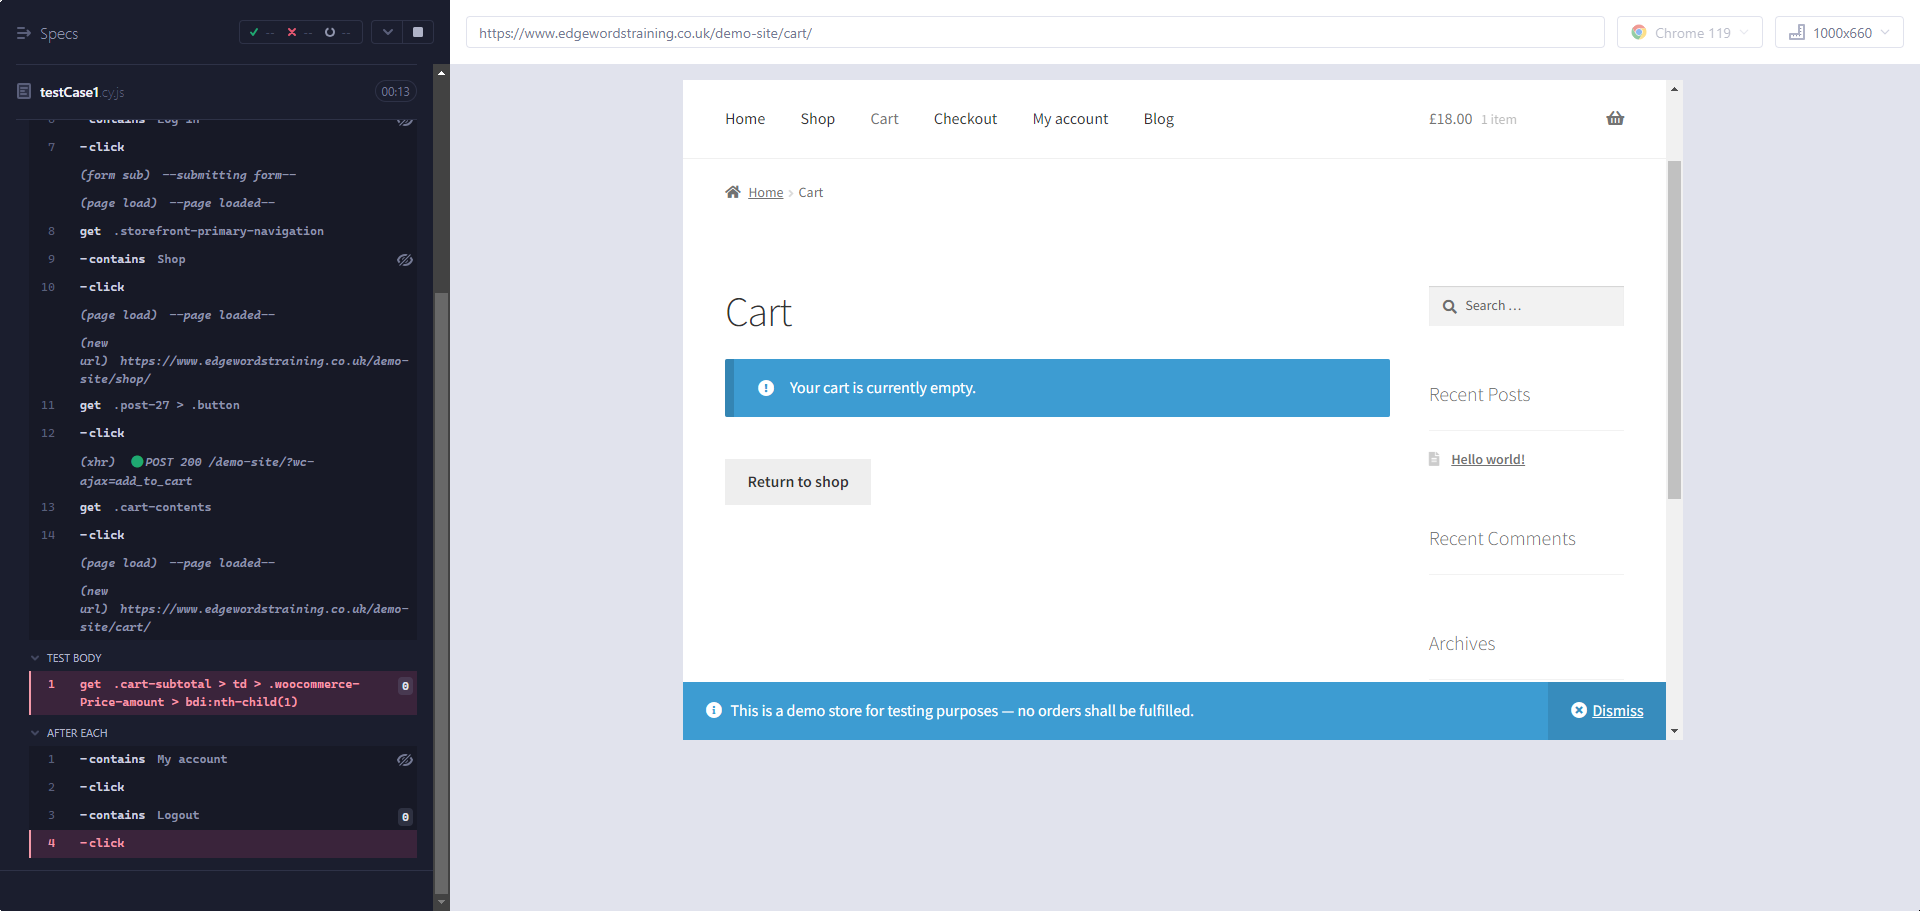 Specs
-- -- --
testCase1.cy.js
00:13
6 -contains Log in
7 -click
(form sub) --submitting form--
(page load) --page loaded--
8 get .storefront-primary-navigation
9 -contains Shop
10 -click
(page load) --page loaded--
(new
url) https://www.edgewordstraining.co.uk/demo-
site/shop/
11 get .post-27 > .button
12 -click
(xhr) POST 200 /demo-site/?wc-
ajax=add_to_cart
13 get .cart-contents
14 -click
(page load) --page loaded--
(new
url) https://www.edgewordstraining.co.uk/demo-
site/cart/
TEST BODY
1 get .cart-subtotal > td > .woocommerce-
Price-amount > bdi:nth-child(1)
0
AFTER EACH
1 -contains My account
2 -click
3 -contains Logout 0
4 -click
https://www.edgewordstraining.co.uk/demo-site/cart/
Chrome 119
1000x660
Home Shop Cart Checkout My account Blog
£18.00 1 item
Home › Cart
Cart
Your cart is currently empty.
Return to shop
Search …
Recent Posts
Hello world!
Recent Comments
Archives
This is a demo store for testing purposes — no orders shall be fulfilled.
Dismiss